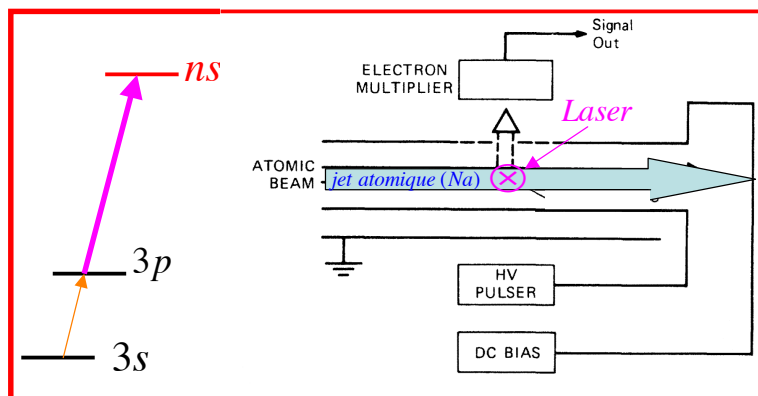 ns
3p
3s
Signal
Out
ELECTRON
MULTIPLIER
Laser
ATOMIC
BEAM
jet atomique (Na)
HV
PULSER
DC BIAS